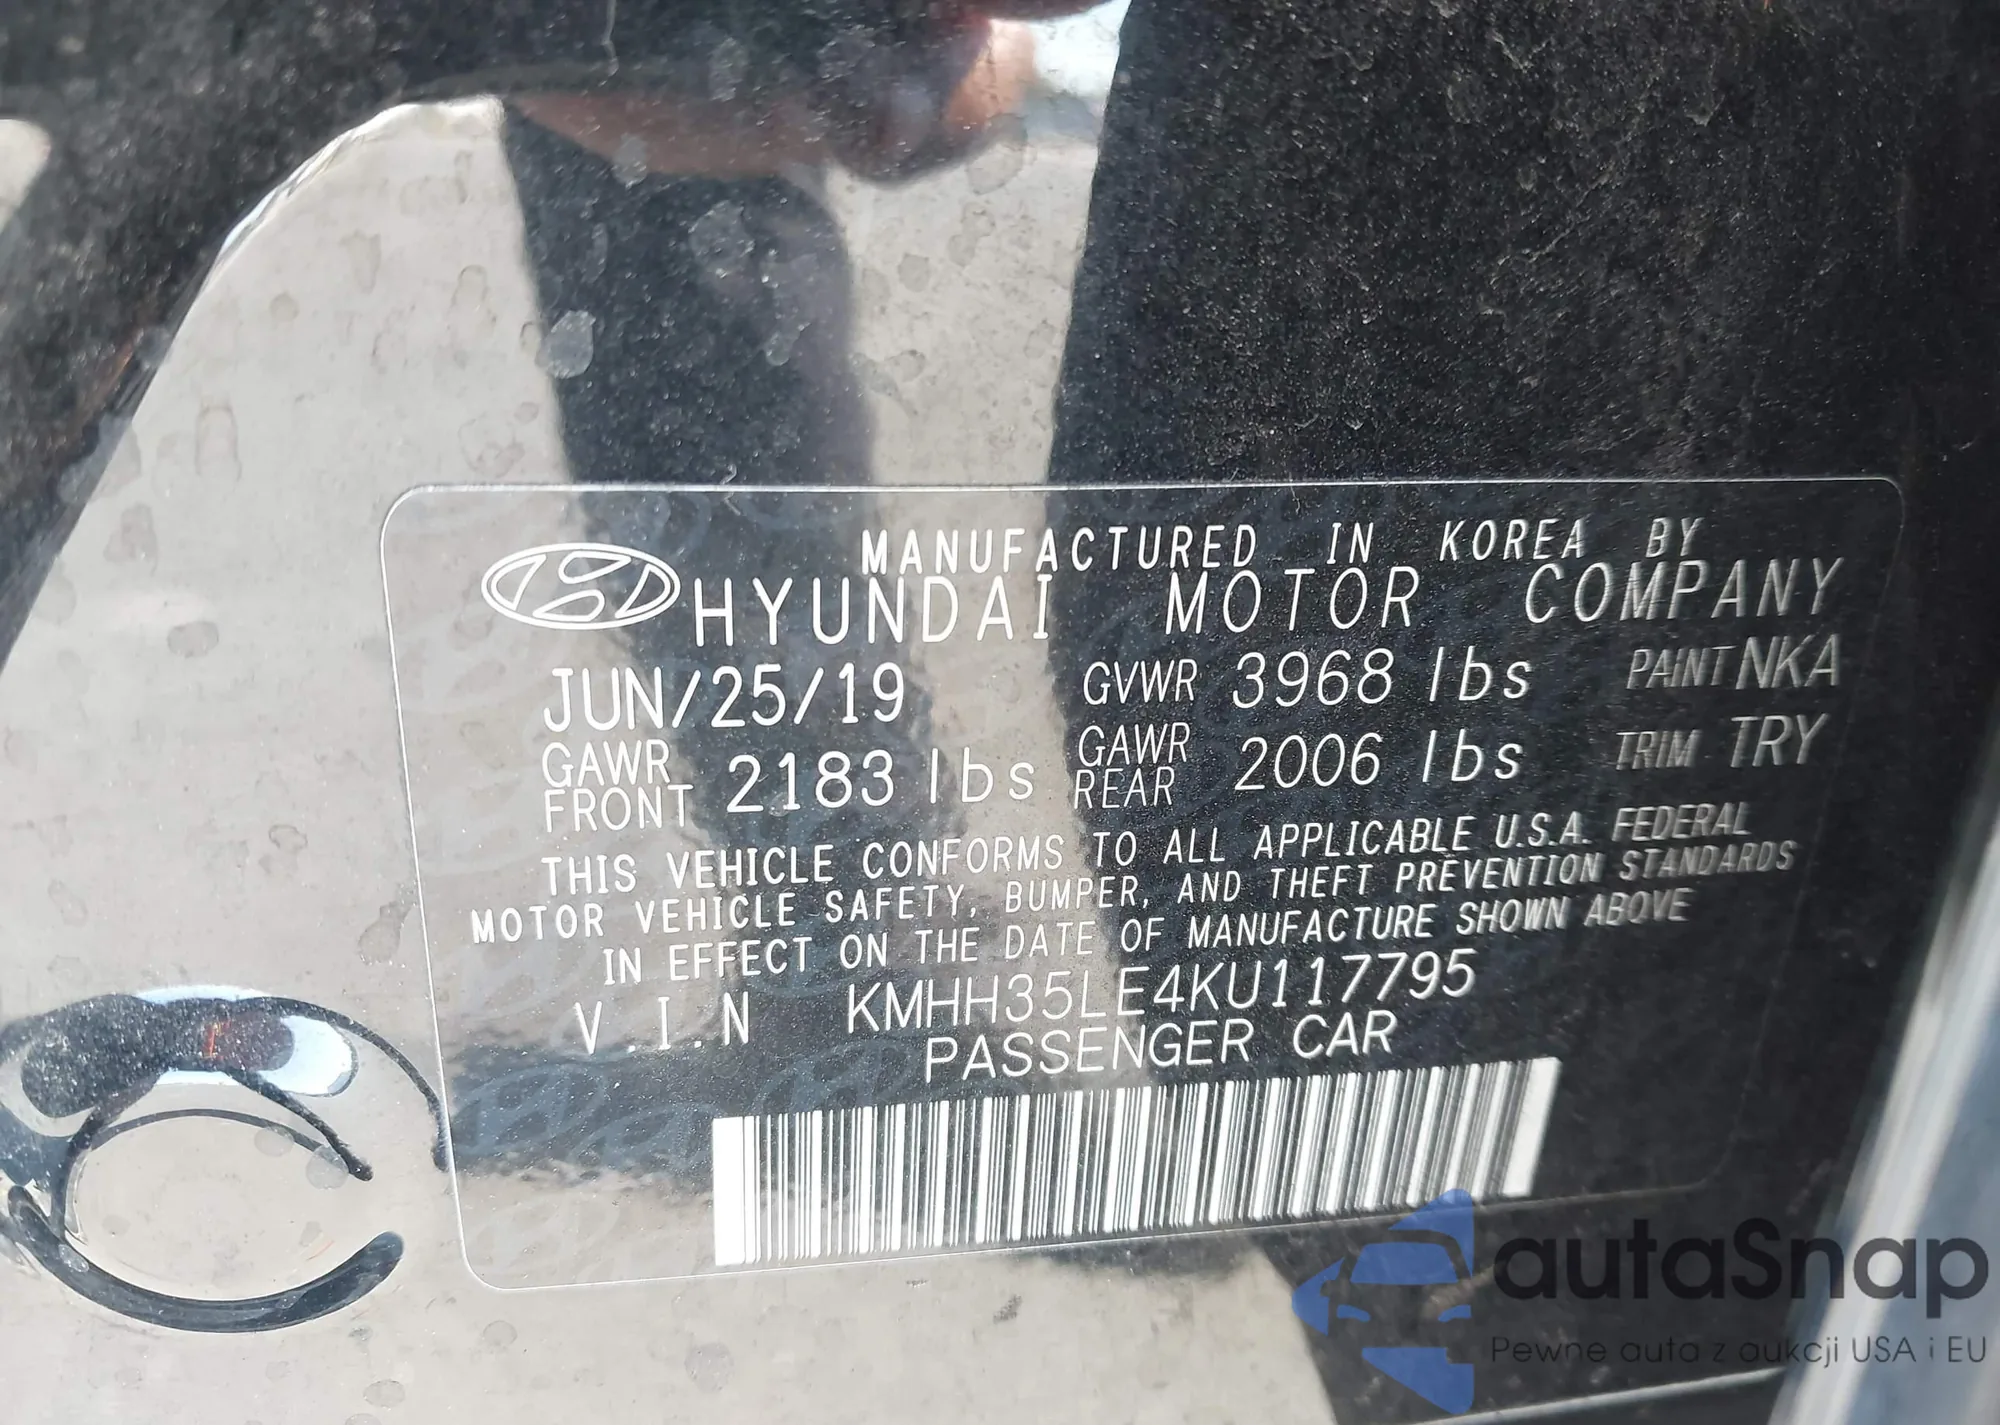 MANUFACTURED IN KOREA BY
HYUNDAI MOTOR COMPANY
JUN/25/19 GVWR 3968 lbs PAINT NKA
GAWR FRONT 2183 lbs GAWR REAR 2006 lbs TRIM TRY
THIS VEHICLE CONFORMS TO ALL APPLICABLE U.S.A. FEDERAL
MOTOR VEHICLE SAFETY, BUMPER, AND THEFT PREVENTION STANDARDS
IN EFFECT ON THE DATE OF MANUFACTURE SHOWN ABOVE
V.I.N KMHH35LE4KU117795
PASSENGER CAR
autaSnap
Pewne auta z aukcji USA i EU